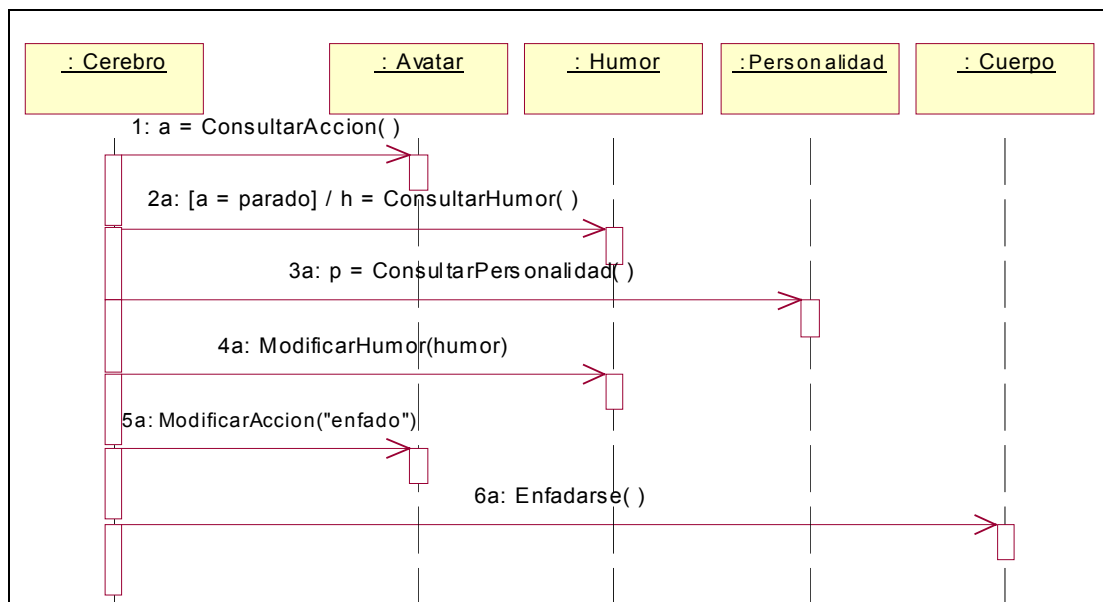 : Cerebro
: Avatar
: Humor
:Personalidad
: Cuerpo
1: a = ConsultarAccion( )
2a: [a = parado] / h = ConsultarHumor( )
3a: p = ConsultarPersonalidad( )
4a: ModificarHumor(humor)
5a: ModificarAccion("enfado")
6a: Enfadarse( )